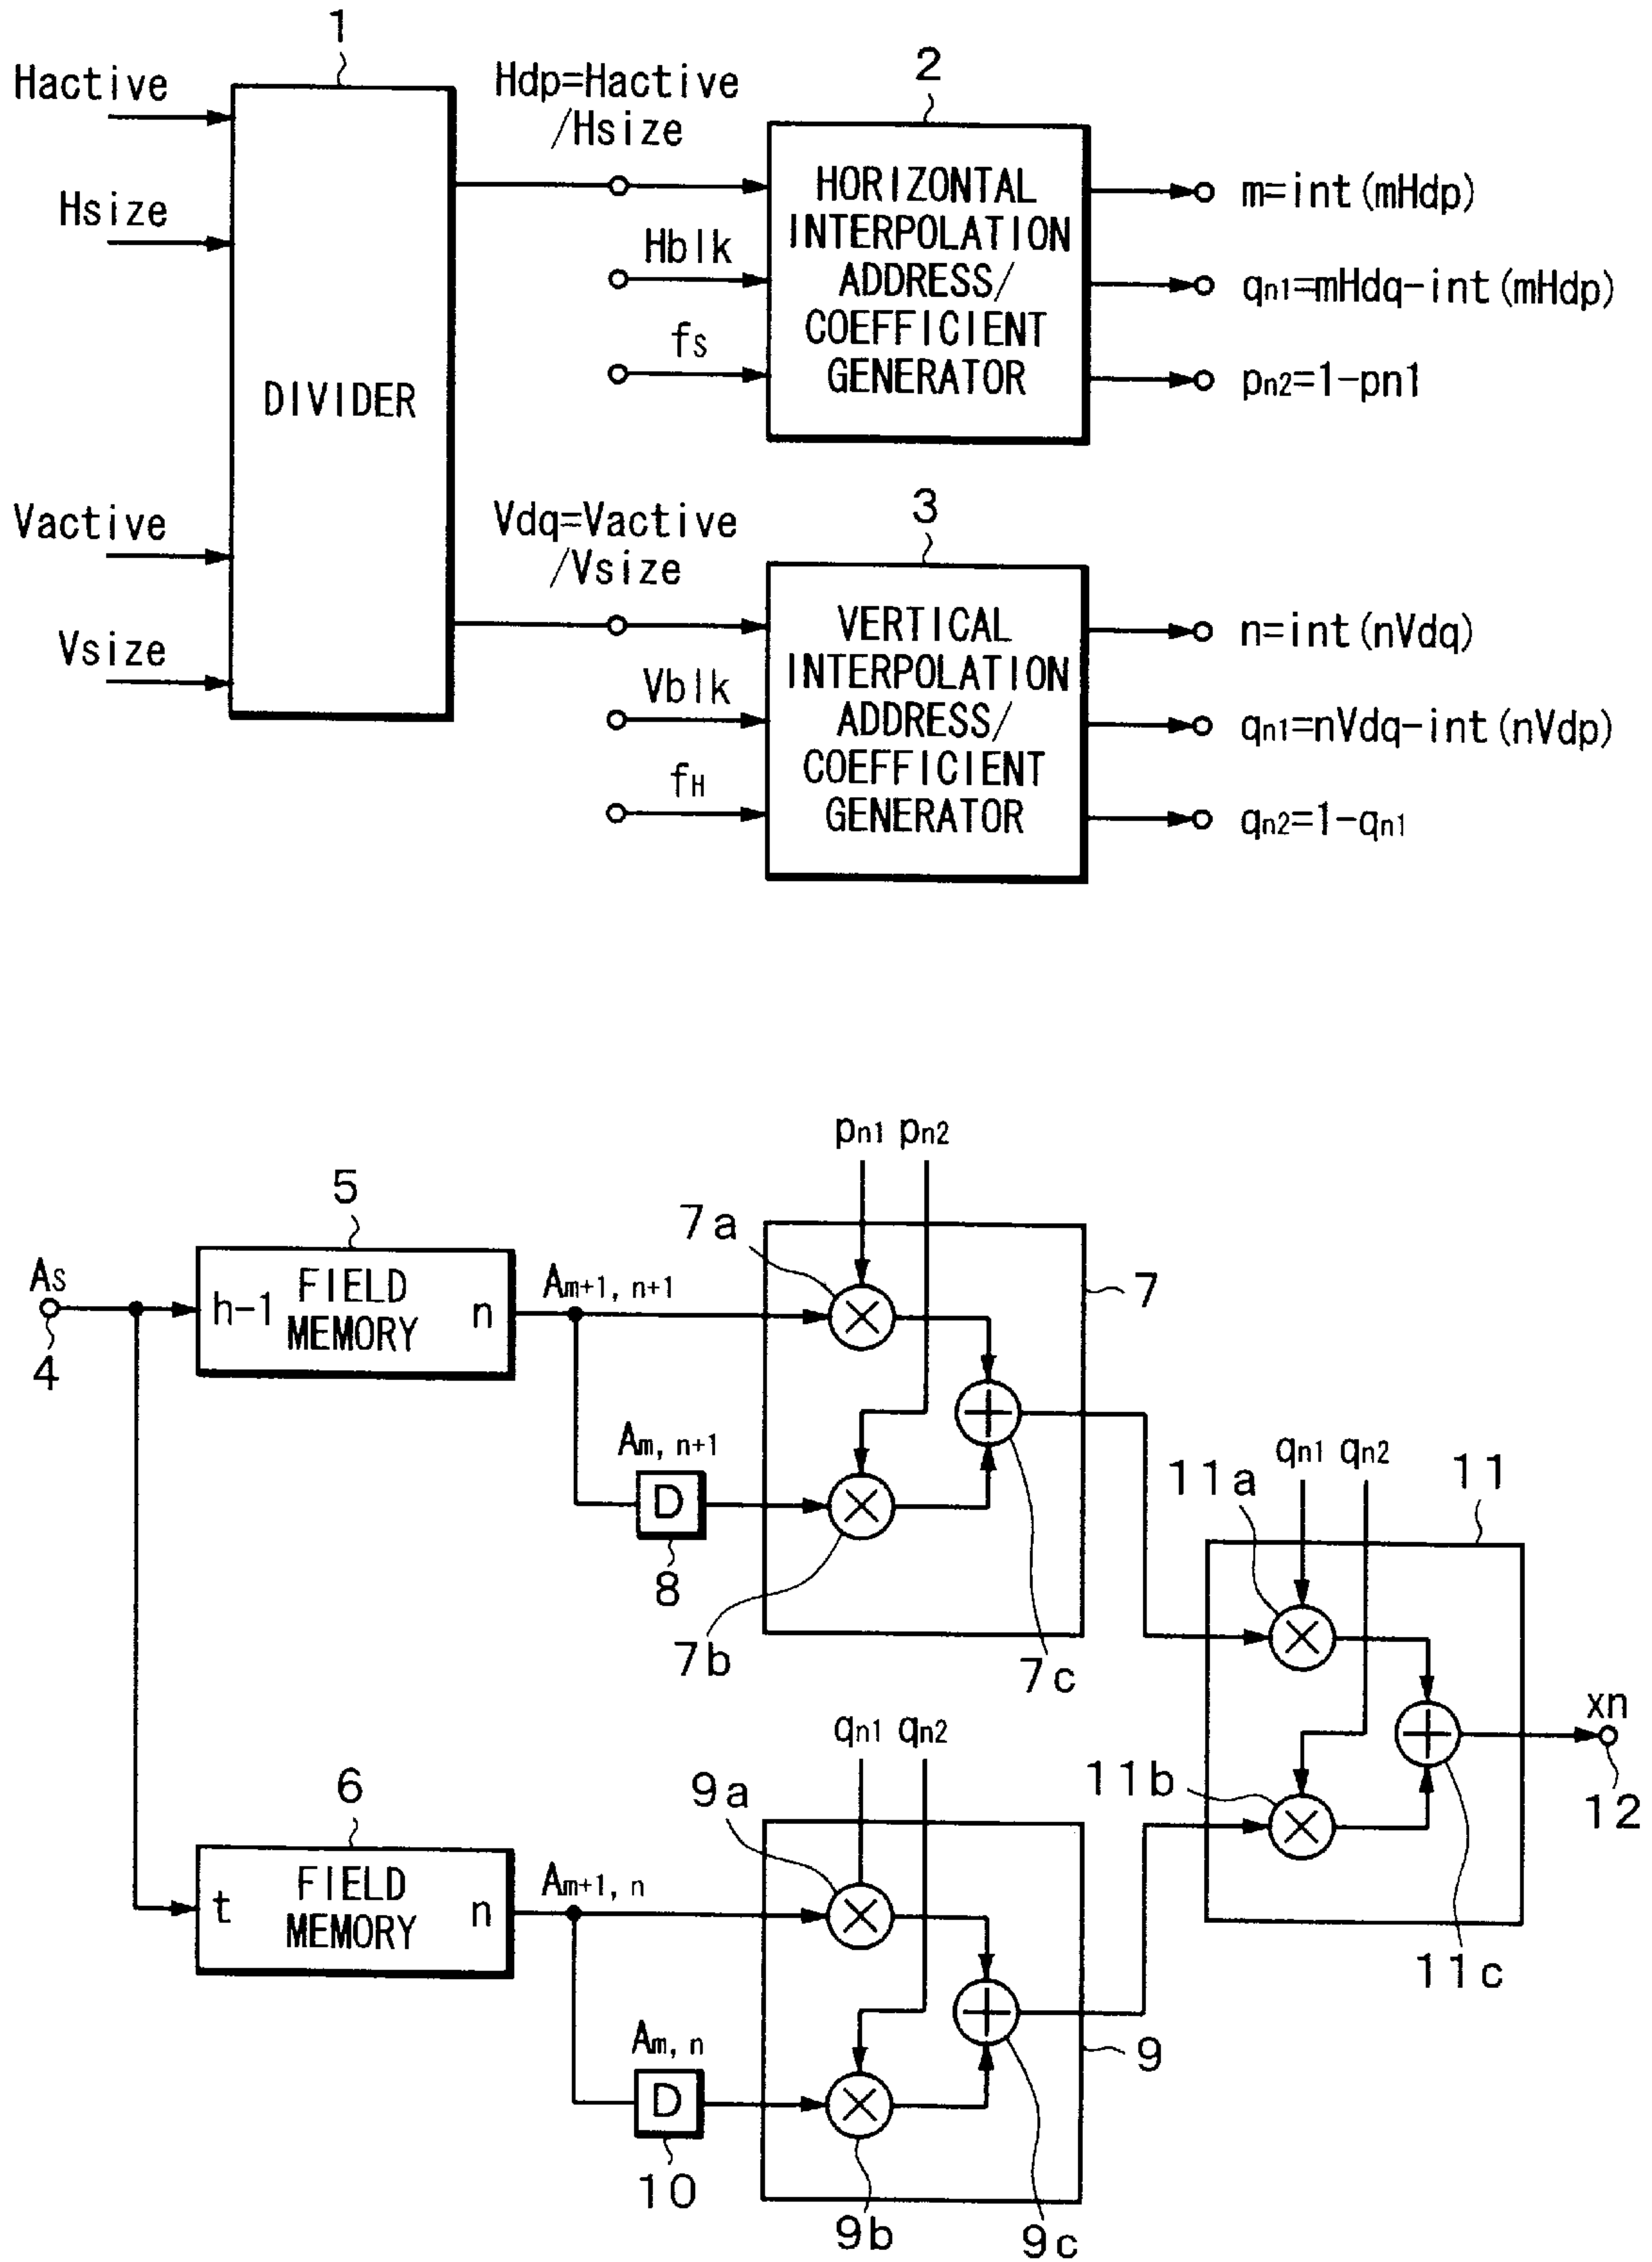 1
Hactive
Hsize
Vactive
Vsize
DIVIDER
Hdp=Hactive
/Hsize
Hblk
fs
2
HORIZONTAL
INTERPOLATION
ADDRESS/
COEFFICIENT
GENERATOR
m=int(mHdp)
qn1=mHdq-int(mHdp)
pn2=1-pn1
Vdq=Vactive
/Vsize
Vblk
fH
3
VERTICAL
INTERPOLATION
ADDRESS/
COEFFICIENT
GENERATOR
n=int(nVdq)
qn1=nVdq-int(nVdp)
qn2=1-qn1
As
4
5
h-1
FIELD
MEMORY
n
Am+1, n+1
Am, n+1
D
8
pn1 pn2
7a
7
7b
7c
6
t
FIELD
MEMORY
n
Am+1, n
Am, n
D
10
qn1 qn2
9a
9
9b
9c
qn1 qn2
11a
11
11b
11c
xn
12